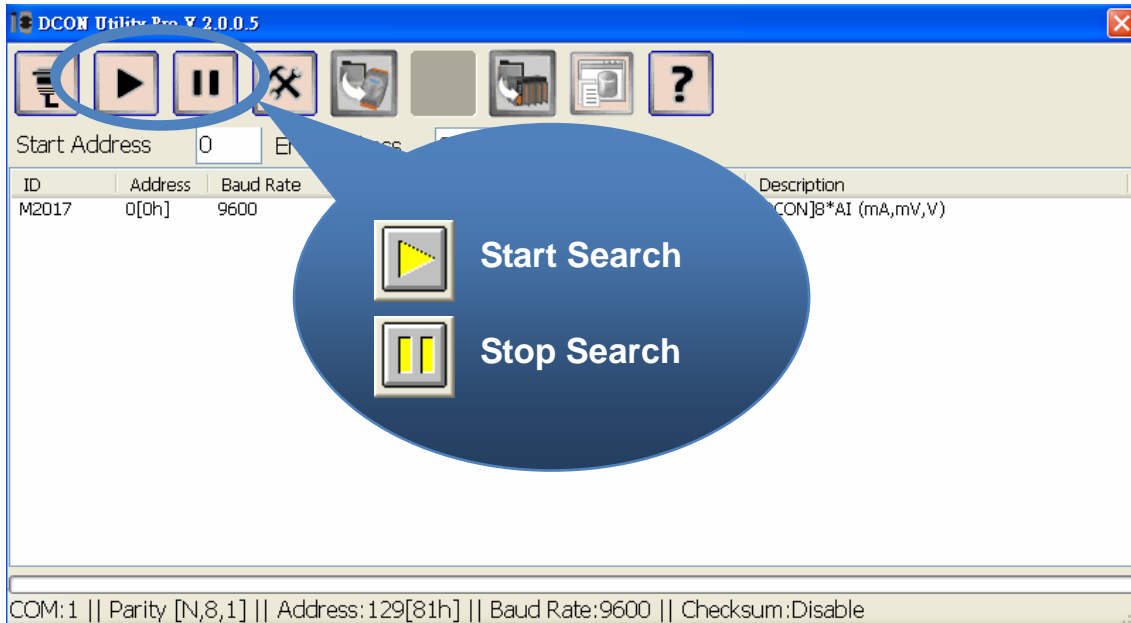 DCON Utility Pro V 2.0.0.5
?
Start Address 0
ID Address Baud Rate Description
M2017 0[0h] 9600 CON]8*AI (mA,mV,V)
Start Search
Stop Search
COM:1 || Parity [N,8,1] || Address:129[81h] || Baud Rate:9600 || Checksum:Disable